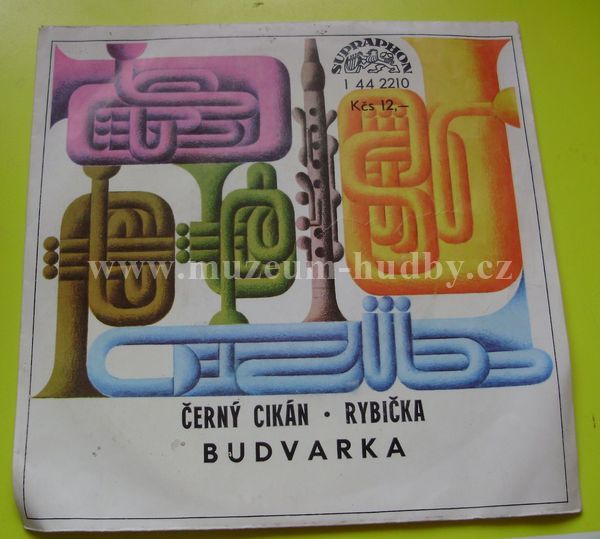 SUPRAPHON
1 44 2210
Kčs 12,–
www.muzeum-hudby.cz
ČERNÝ CIKÁN · RYBIČKA
BUDVARKA